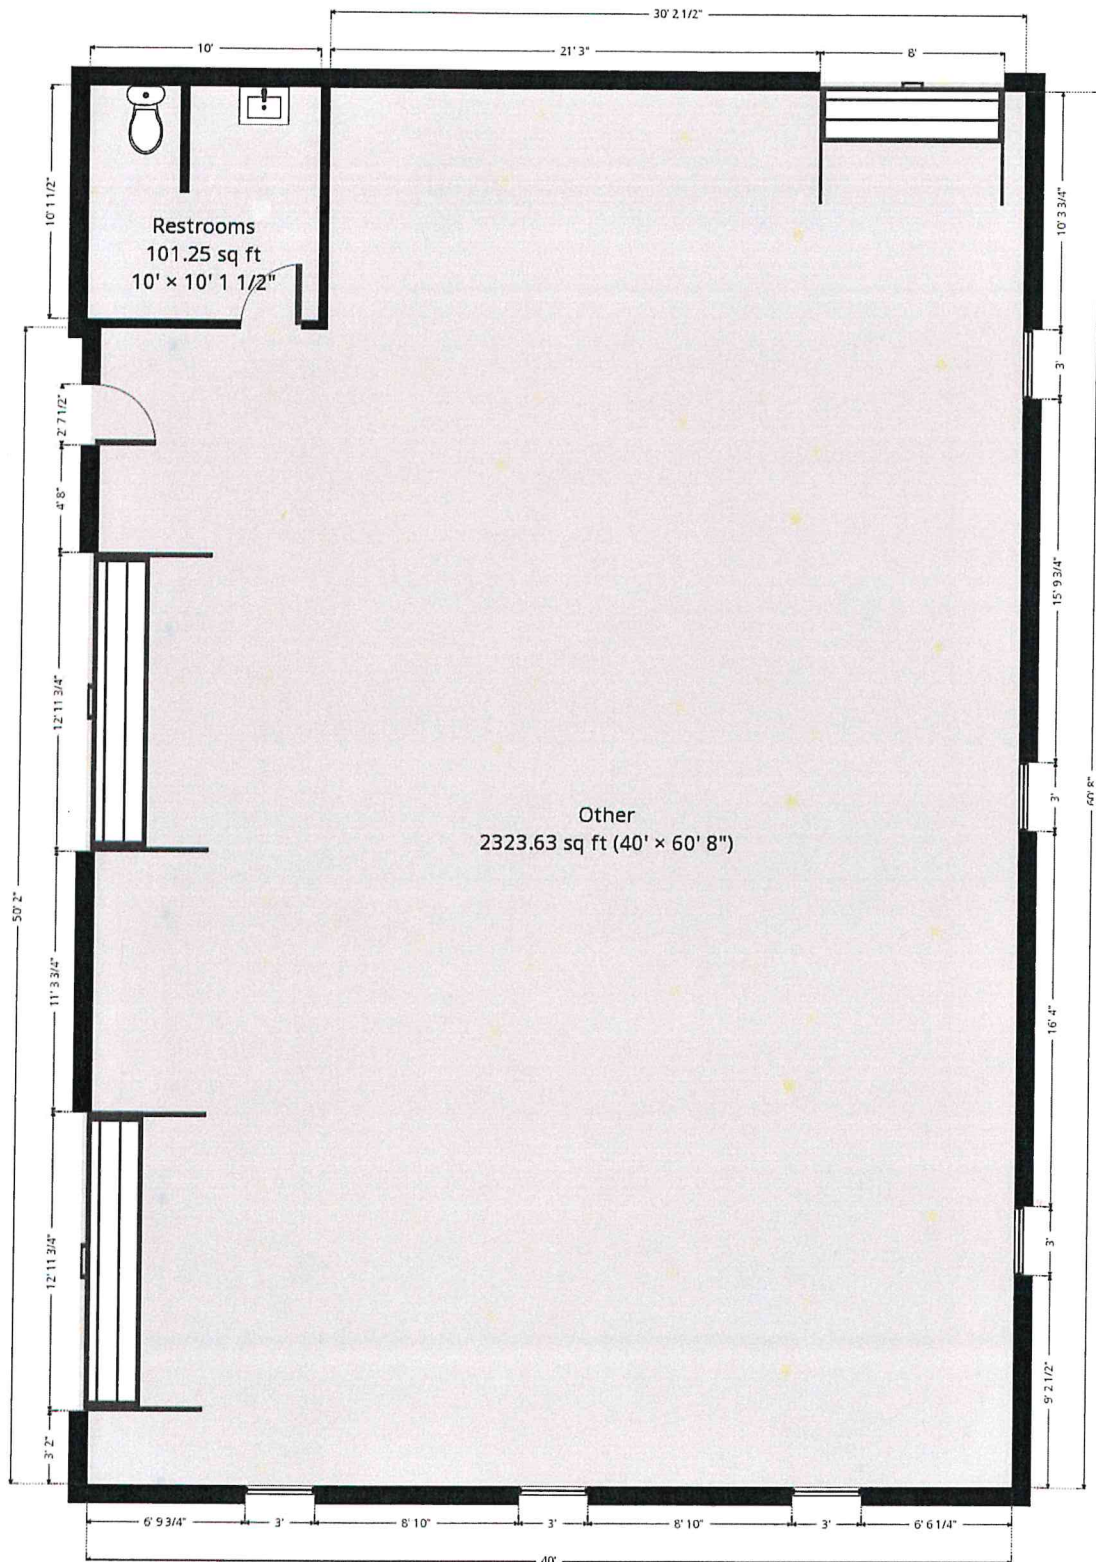 30' 2 1/2"
10'
21' 3"
8'
10' 1 1/2"
10' 3 3/4"
Restrooms
101.25 sq ft
10' × 10' 1 1/2"
3'
2' 7 1/2"
4' 8"
15' 9 3/4"
12' 11 3/4"
3'
60' 8"
Other
2323.63 sq ft (40' × 60' 8")
50' 2"
11' 3 3/4"
16' 4"
12' 11 3/4"
3'
9' 2 1/2"
3' 2"
6' 9 3/4"
3'
8' 10"
3'
8' 10"
3'
6' 6 1/4"
40'